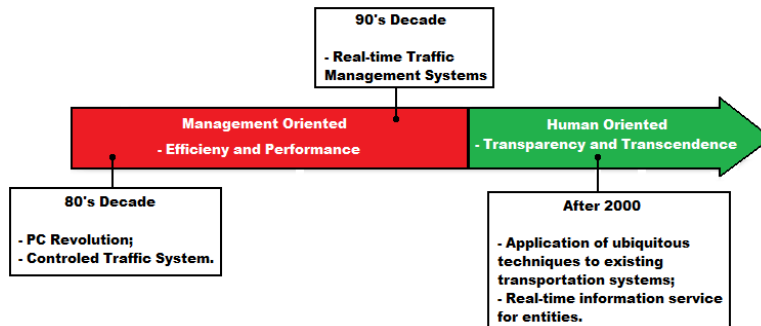 90's Decade
- Real-time Traffic
Management Systems
Management Oriented
- Efficieny and Performance
Human Oriented
- Transparency and Transcendence
80's Decade
- PC Revolution;
- Controled Traffic System.
After 2000
- Application of ubiquitous
techniques to existing
transportation systems;
- Real-time information service
for entities.